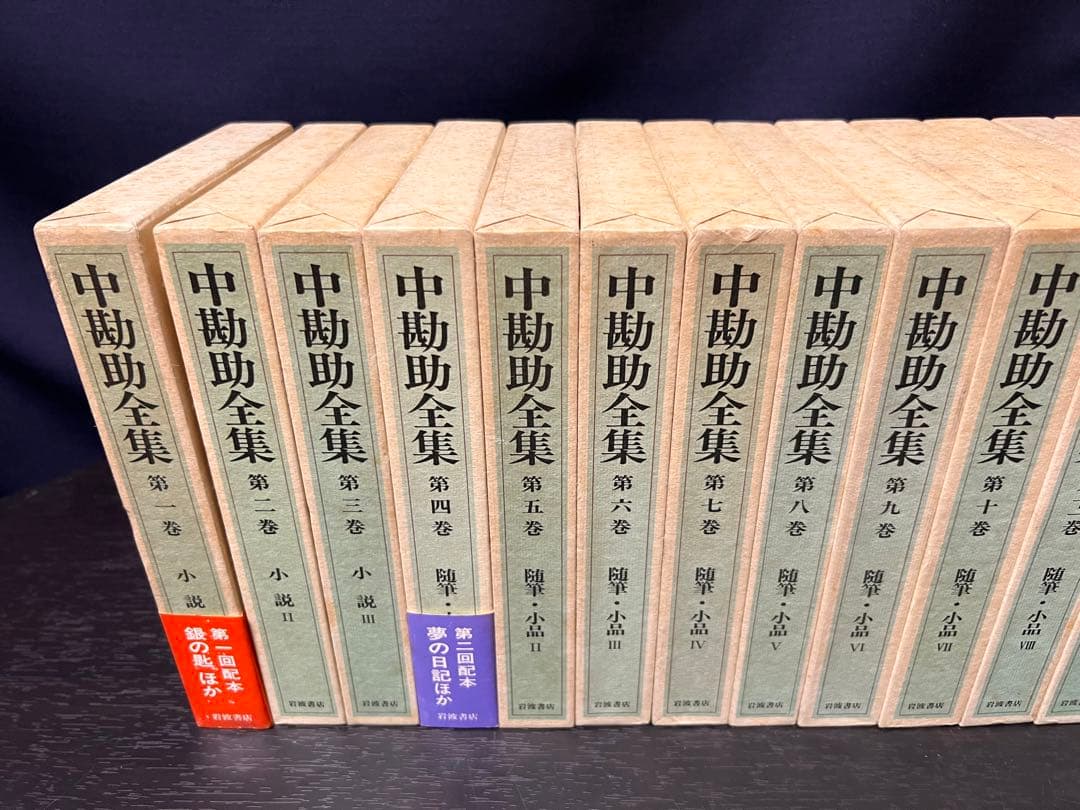 中勘助全集
第一巻
小説
第一回配本
銀の匙ほか
岩波書店
中勘助全集
第二巻
小説 II
岩波書店
中勘助全集
第三巻
小説 III
岩波書店
中勘助全集
第四巻
随筆・
第二回配本
夢の日記ほか
岩波書店
中勘助全集
第五巻
随筆・小品 II
岩波書店
中勘助全集
第六巻
随筆・小品 III
岩波書店
中勘助全集
第七巻
随筆・小品 IV
岩波書店
中勘助全集
第八巻
随筆・小品 V
岩波書店
中勘助全集
第九巻
随筆・小品 VI
岩波書店
中勘助全集
第十巻
随筆・小品 VII
岩波書店
中勘助全集
随筆・小品 VIII
岩波書店